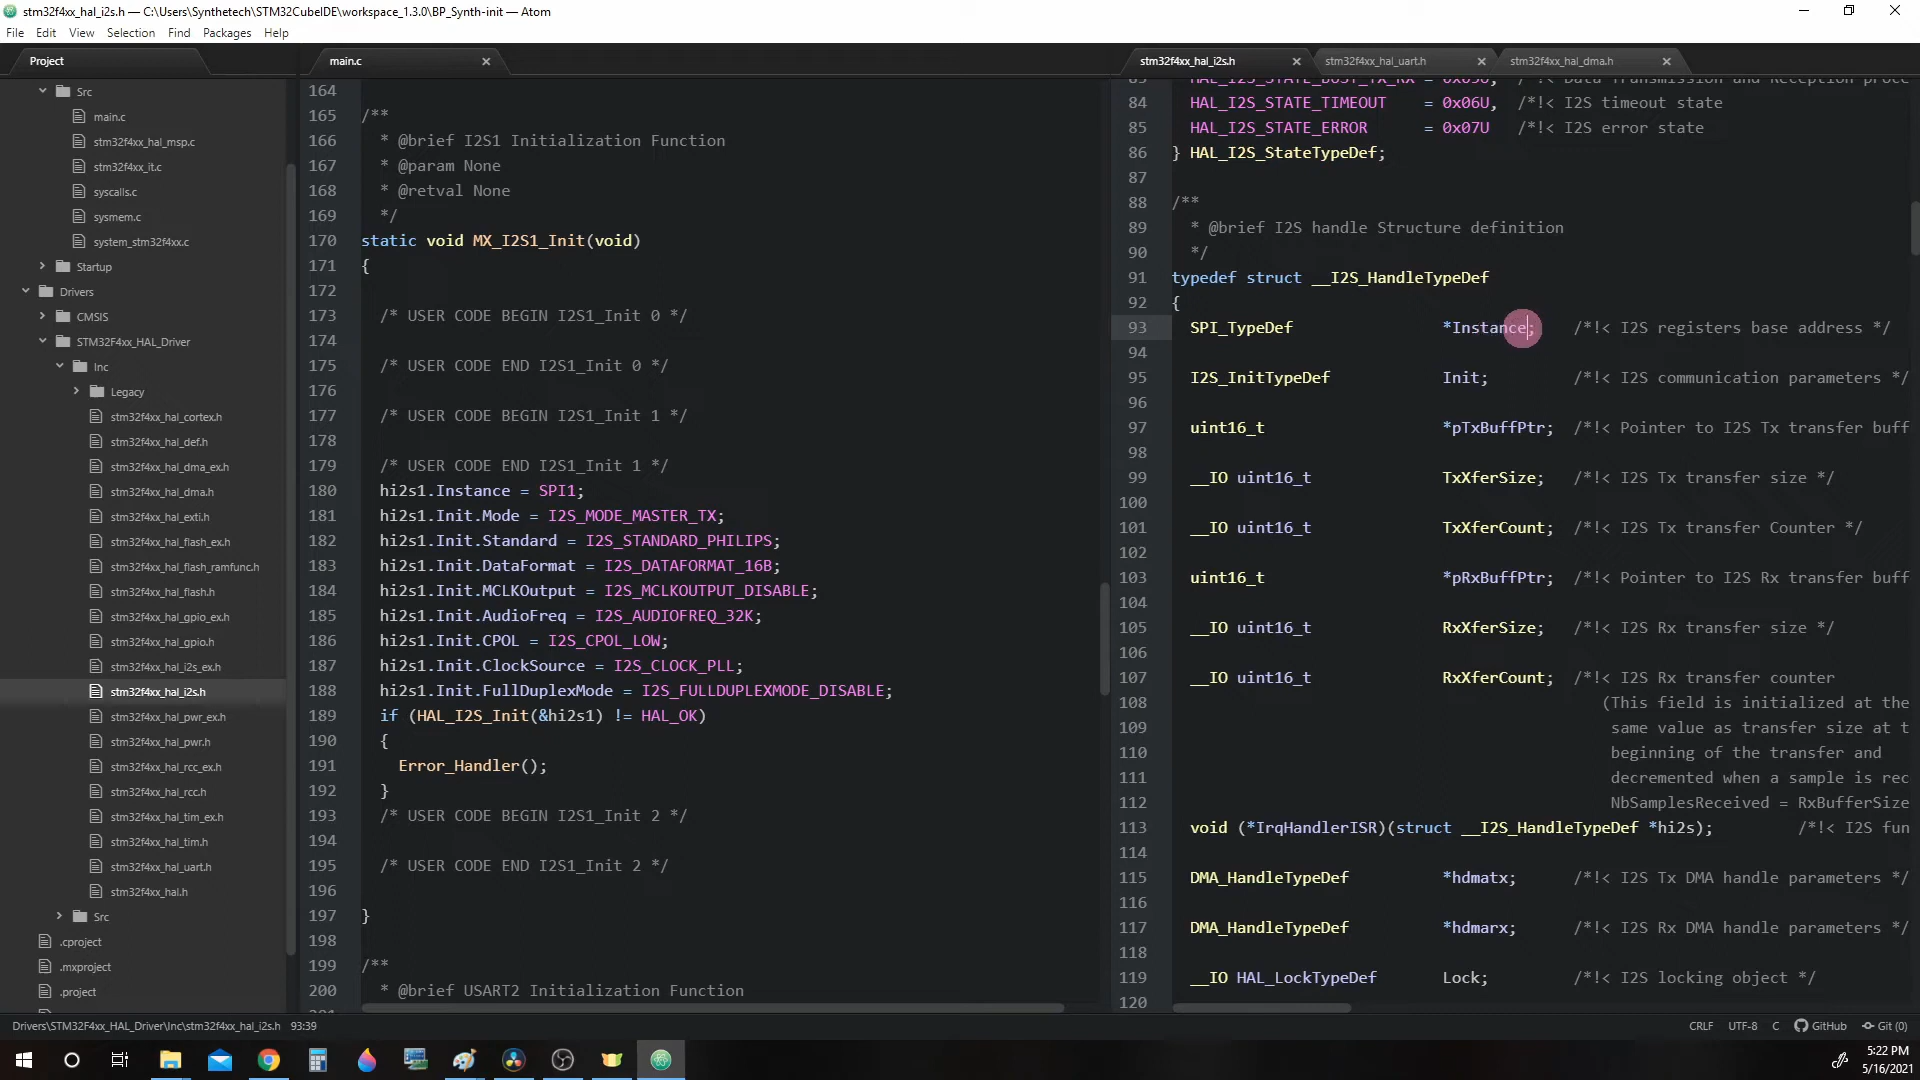 stm32f4xx_hal_i2s.h — C:\Users\Synthetech\STM32CubeIDE\workspace_1.3.0\BP_Synth-init — Atom
File Edit View Selection Find Packages Help
Project
Src
main.c
stm32f4xx_hal_msp.c
stm32f4xx_it.c
syscalls.c
sysmem.c
system_stm32f4xx.c
Startup
Drivers
CMSIS
STM32F4xx_HAL_Driver
Inc
Legacy
stm32f4xx_hal_cortex.h
stm32f4xx_hal_def.h
stm32f4xx_hal_dma_ex.h
stm32f4xx_hal_dma.h
stm32f4xx_hal_exti.h
stm32f4xx_hal_flash_ex.h
stm32f4xx_hal_flash_ramfunc.h
stm32f4xx_hal_flash.h
stm32f4xx_hal_gpio_ex.h
stm32f4xx_hal_gpio.h
stm32f4xx_hal_i2s_ex.h
stm32f4xx_hal_i2s.h
stm32f4xx_hal_pwr_ex.h
stm32f4xx_hal_pwr.h
stm32f4xx_hal_rcc_ex.h
stm32f4xx_hal_rcc.h
stm32f4xx_hal_tim_ex.h
stm32f4xx_hal_tim.h
stm32f4xx_hal_uart.h
stm32f4xx_hal.h
Src
.cproject
.mxproject
.project
main.c
164
165 /**
166 * @brief I2S1 Initialization Function
167 * @param None
168 * @retval None
169 */
170 static void MX_I2S1_Init(void)
171 {
172
173 /* USER CODE BEGIN I2S1_Init 0 */
174
175 /* USER CODE END I2S1_Init 0 */
176
177 /* USER CODE BEGIN I2S1_Init 1 */
178
179 /* USER CODE END I2S1_Init 1 */
180 hi2s1.Instance = SPI1;
181 hi2s1.Init.Mode = I2S_MODE_MASTER_TX;
182 hi2s1.Init.Standard = I2S_STANDARD_PHILIPS;
183 hi2s1.Init.DataFormat = I2S_DATAFORMAT_16B;
184 hi2s1.Init.MCLKOutput = I2S_MCLKOUTPUT_DISABLE;
185 hi2s1.Init.AudioFreq = I2S_AUDIOFREQ_32K;
186 hi2s1.Init.CPOL = I2S_CPOL_LOW;
187 hi2s1.Init.ClockSource = I2S_CLOCK_PLL;
188 hi2s1.Init.FullDuplexMode = I2S_FULLDUPLEXMODE_DISABLE;
189 if (HAL_I2S_Init(&hi2s1) != HAL_OK)
190 {
191 Error_Handler();
192 }
193 /* USER CODE BEGIN I2S1_Init 2 */
194
195 /* USER CODE END I2S1_Init 2 */
196
197 }
198
199 /**
200 * @brief USART2 Initialization Function
stm32f4xx_hal_i2s.h stm32f4xx_hal_uart.h stm32f4xx_hal_dma.h
84 HAL_I2S_STATE_TIMEOUT = 0x06U, /*!< I2S timeout state
85 HAL_I2S_STATE_ERROR = 0x07U /*!< I2S error state
86 } HAL_I2S_StateTypeDef;
87
88 /**
89 * @brief I2S handle Structure definition
90 */
91 typedef struct __I2S_HandleTypeDef
92 {
93 SPI_TypeDef *Instance; /*!< I2S registers base address */
94
95 I2S_InitTypeDef Init; /*!< I2S communication parameters */
96
97 uint16_t *pTxBuffPtr; /*!< Pointer to I2S Tx transfer buff
98
99 __IO uint16_t TxXferSize; /*!< I2S Tx transfer size */
100
101 __IO uint16_t TxXferCount; /*!< I2S Tx transfer Counter */
102
103 uint16_t *pRxBuffPtr; /*!< Pointer to I2S Rx transfer buff
104
105 __IO uint16_t RxXferSize; /*!< I2S Rx transfer size */
106
107 __IO uint16_t RxXferCount; /*!< I2S Rx transfer counter
108 (This field is initialized at the
109 same value as transfer size at t
110 beginning of the transfer and
111 decremented when a sample is rec
112 NbSamplesReceived = RxBufferSize
113 void (*IrqHandlerISR)(struct __I2S_HandleTypeDef *hi2s); /*!< I2S fun
114
115 DMA_HandleTypeDef *hdmatx; /*!< I2S Tx DMA handle parameters */
116
117 DMA_HandleTypeDef *hdmarx; /*!< I2S Rx DMA handle parameters */
118
119 __IO HAL_LockTypeDef Lock; /*!< I2S locking object */
120
Drivers\STM32F4xx_HAL_Driver\Inc\stm32f4xx_hal_i2s.h 93:39
CRLF UTF-8 C GitHub Git (0)
5:22 PM
5/16/2021